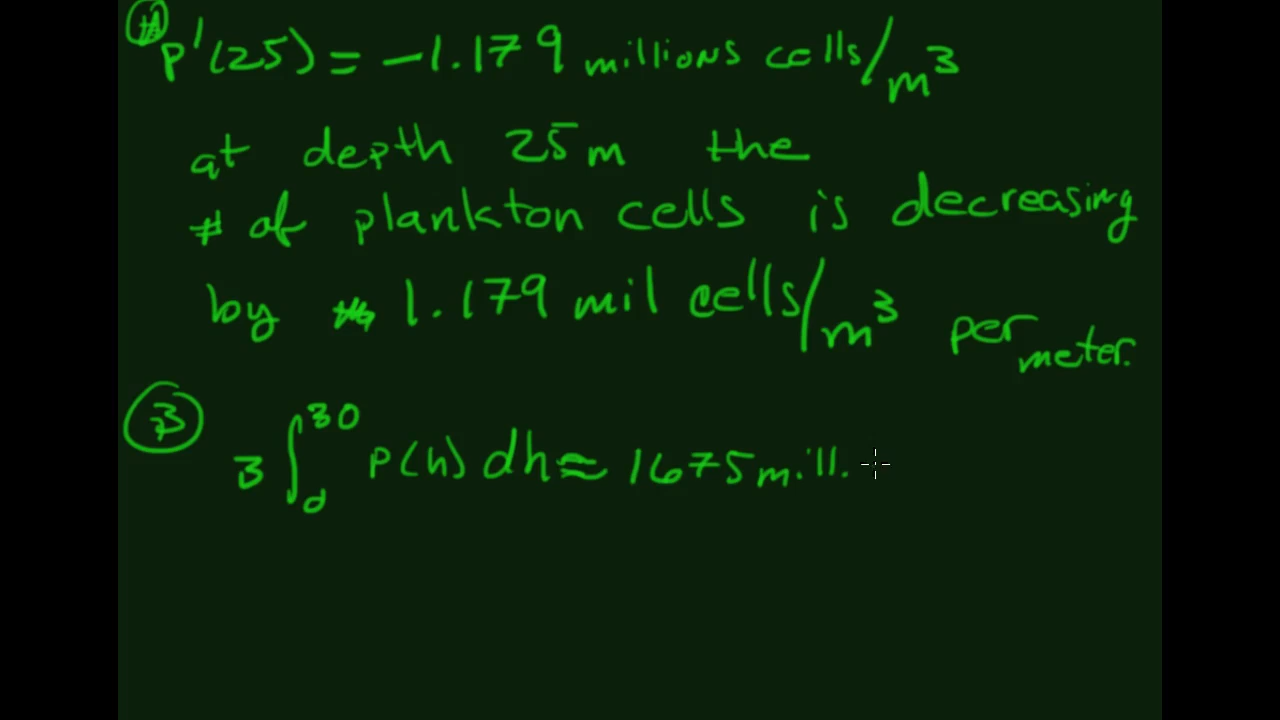 (A) P'(25) = -1.179 millions cells/m³
at depth 25m the
# of plankton cells is decreasing
by 1.179 mil cells/m³ per meter.
(B) 3∫₀³⁰ P(h) dh ≈ 1675 mill.